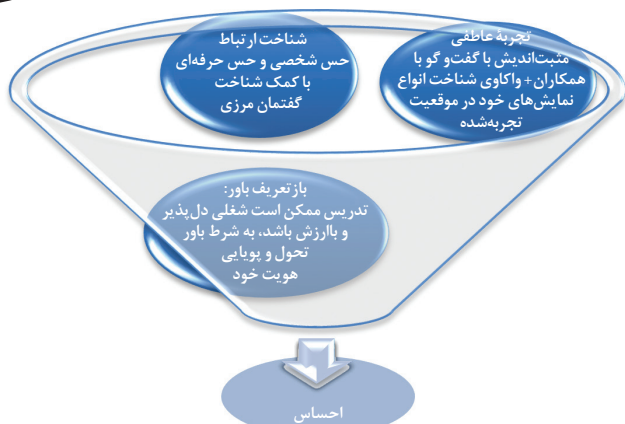 تجربهٔ عاطفی
مثبت‌اندیش با گفت‌و گو با
همکاران+ واکاوی شناخت انواع
نمایش‌های خود در موقعیت
تجربه‌شده
شناخت ارتباط
حس شخصی و حس حرفه‌ای
با کمک شناخت
گفتمان مرزی
بازتعریف باور:
تدریس ممکن است شغلی دل‌پذیر
و باارزش باشد، به شرط باور
تحول و پویایی
هویت خود
احساس